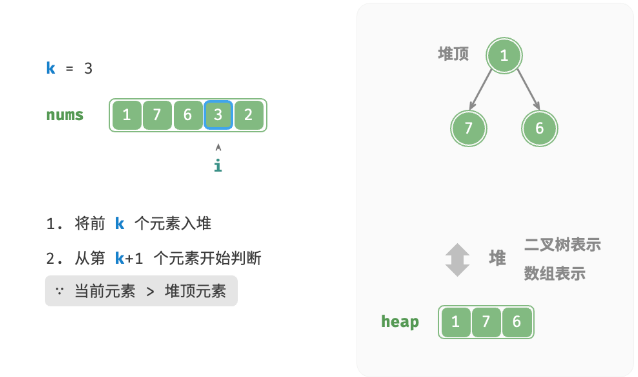 k = 3
nums 1 7 6 3 2
i
1. 将前 k 个元素入堆
2. 从第 k+1 个元素开始判断
∵ 当前元素 > 堆顶元素
堆顶 1
7 6
堆 二叉树表示
数组表示
heap 1 7 6